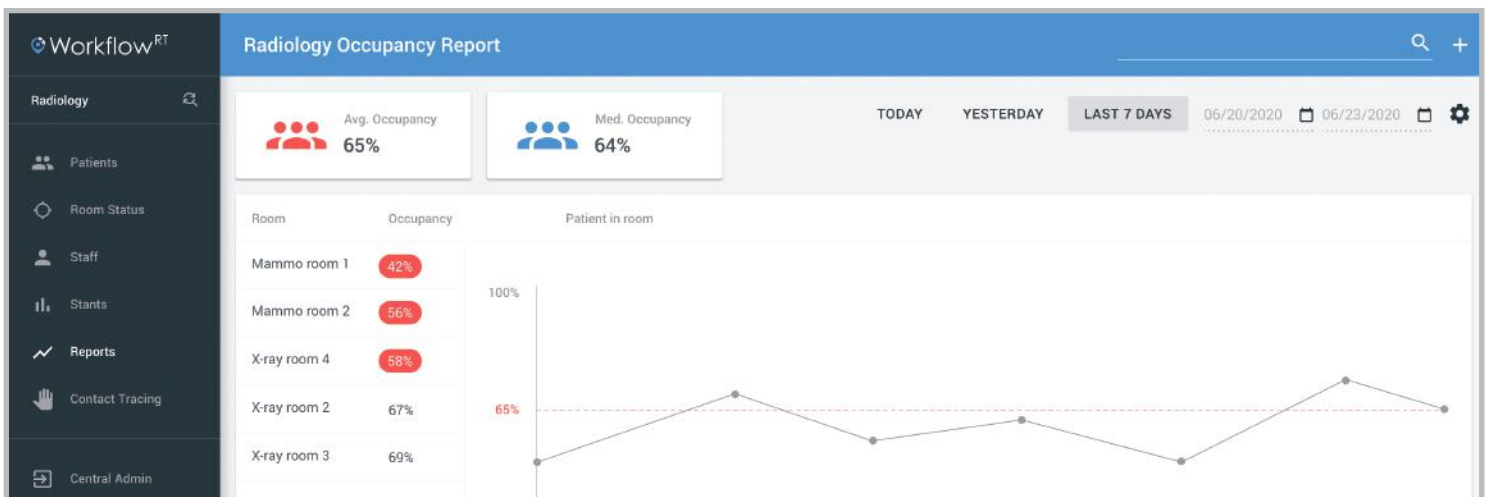 WorkflowRT
Radiology Occupancy Report
Radiology
Avg. Occupancy
65%
Med. Occupancy
64%
TODAY YESTERDAY LAST 7 DAYS 06/20/2020 06/23/2020
Patients
Room Status
Staff
Stants
Reports
Contact Tracing
Central Admin
Room Occupancy Patient in room
Mammo room 1 42%
Mammo room 2 56%
X-ray room 4 58%
X-ray room 2 67%
X-ray room 3 69%
100%
65%